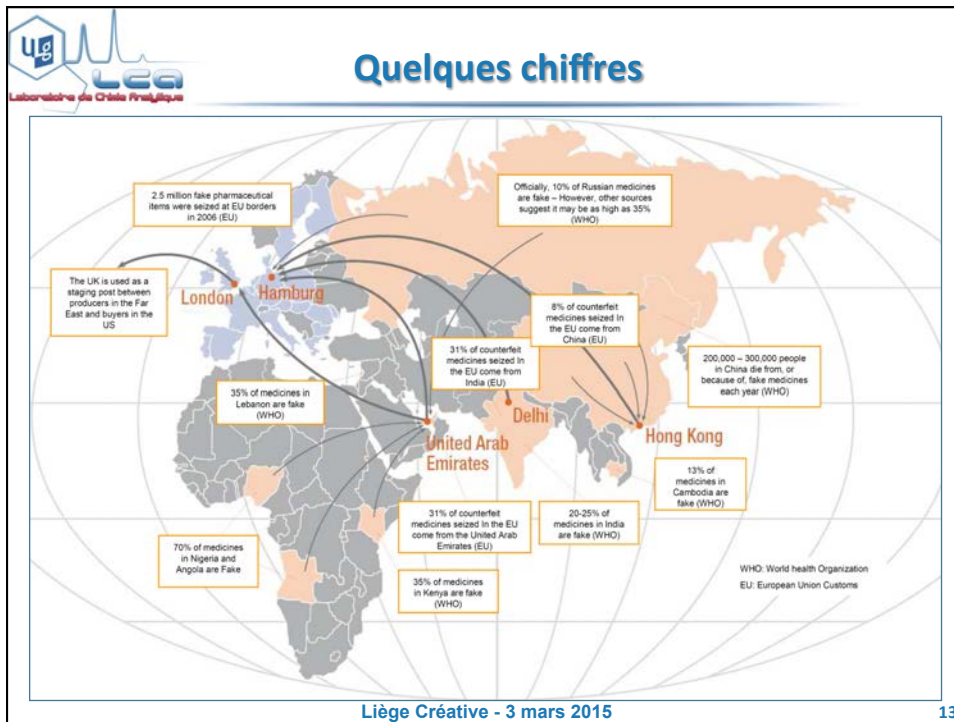 ULg
LCA
Laboratoire de Chimie Analytique
Quelques chiffres
2.5 million fake pharmaceutical
items were seized at EU borders
in 2006 (EU)
Officially, 10% of Russian medicines
are fake – However, other sources
suggest it may be as high as 35%
(WHO)
The UK is used as a
staging post between
producers in the Far
East and buyers in the
US
London
Hamburg
8% of counterfeit
medicines seized In
the EU come from
China (EU)
31% of counterfeit
medicines seized In
the EU come from
India (EU)
200,000 – 300,000 people
in China die from, or
because of, fake medicines
each year (WHO)
35% of medicines in
Lebanon are fake
(WHO)
Delhi
United Arab
Emirates
Hong Kong
13% of
medicines in
Cambodia are
fake (WHO)
31% of counterfeit
medicines seized In the EU
come from the United Arab
Emirates (EU)
20-25% of
medicines in India
are fake (WHO)
70% of medicines
in Nigeria and
Angola are Fake
35% of medicines
in Kenya are fake
(WHO)
WHO: World health Organization
EU: European Union Customs
Liège Créative - 3 mars 2015
13